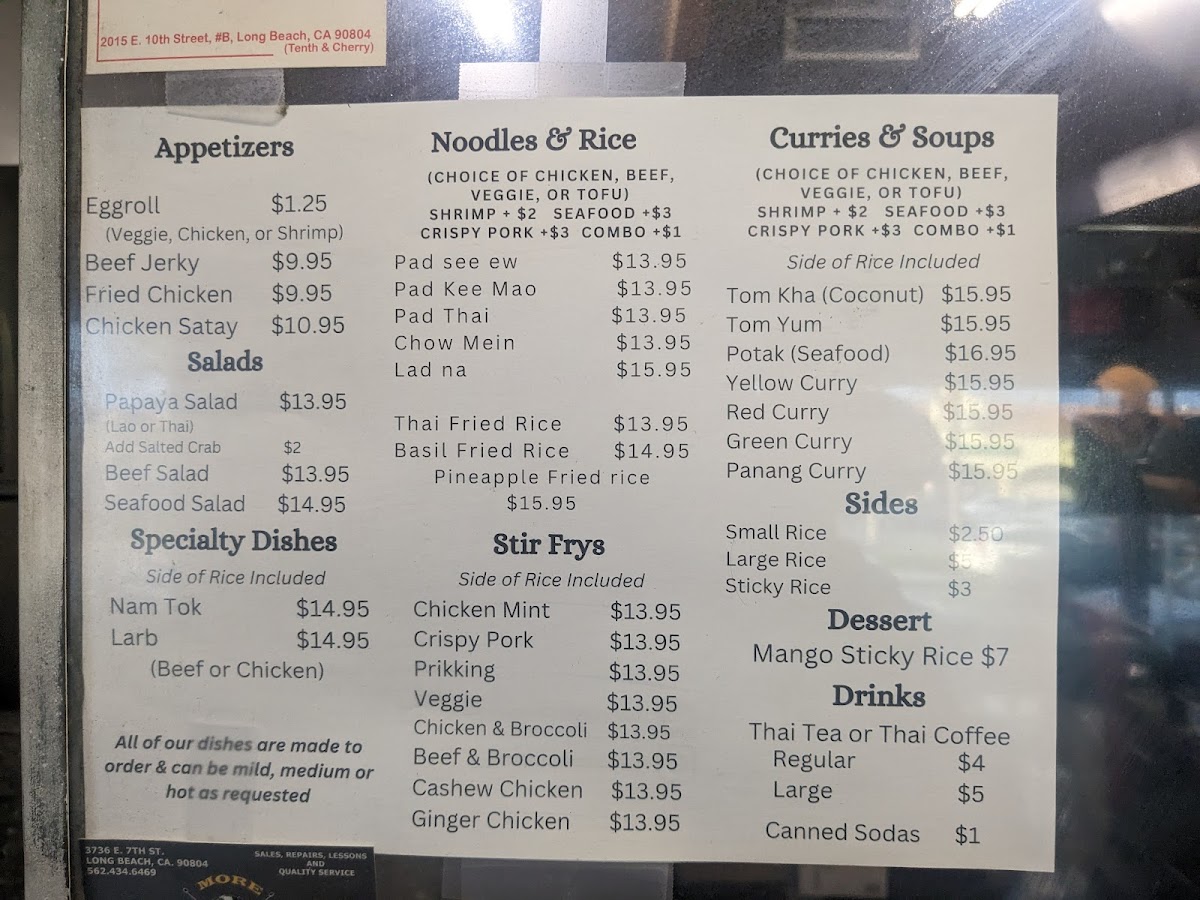 2015 E. 10th Street, #B, Long Beach, CA 90804
(Tenth & Cherry)
Appetizers
Eggroll $1.25
(Veggie, Chicken, or Shrimp)
Beef Jerky $9.95
Fried Chicken $9.95
Chicken Satay $10.95
Salads
Papaya Salad $13.95
(Lao or Thai)
Add Salted Crab $2
Beef Salad $13.95
Seafood Salad $14.95
Specialty Dishes
Side of Rice Included
Nam Tok $14.95
Larb $14.95
(Beef or Chicken)
All of our dishes are made to
order & can be mild, medium or
hot as requested
Noodles & Rice
(CHOICE OF CHICKEN, BEEF,
VEGGIE, OR TOFU)
SHRIMP + $2 SEAFOOD +$3
CRISPY PORK +$3 COMBO +$1
Pad see ew $13.95
Pad Kee Mao $13.95
Pad Thai $13.95
Chow Mein $13.95
Lad na $15.95
Thai Fried Rice $13.95
Basil Fried Rice $14.95
Pineapple Fried rice
$15.95
Stir Frys
Side of Rice Included
Chicken Mint $13.95
Crispy Pork $13.95
Prikking $13.95
Veggie $13.95
Chicken & Broccoli $13.95
Beef & Broccoli $13.95
Cashew Chicken $13.95
Ginger Chicken $13.95
Curries & Soups
(CHOICE OF CHICKEN, BEEF,
VEGGIE, OR TOFU)
SHRIMP + $2 SEAFOOD +$3
CRISPY PORK +$3 COMBO +$1
Side of Rice Included
Tom Kha (Coconut) $15.95
Tom Yum $15.95
Potak (Seafood) $16.95
Yellow Curry $15.95
Red Curry $15.95
Green Curry $15.95
Panang Curry $15.95
Sides
Small Rice $2.50
Large Rice $5
Sticky Rice $3
Dessert
Mango Sticky Rice $7
Drinks
Thai Tea or Thai Coffee
Regular $4
Large $5
Canned Sodas $1
3736 E. 7TH ST.
LONG BEACH, CA. 90804
562.434.6469
SALES, REPAIRS, LESSONS
AND
QUALITY SERVICE
MORE